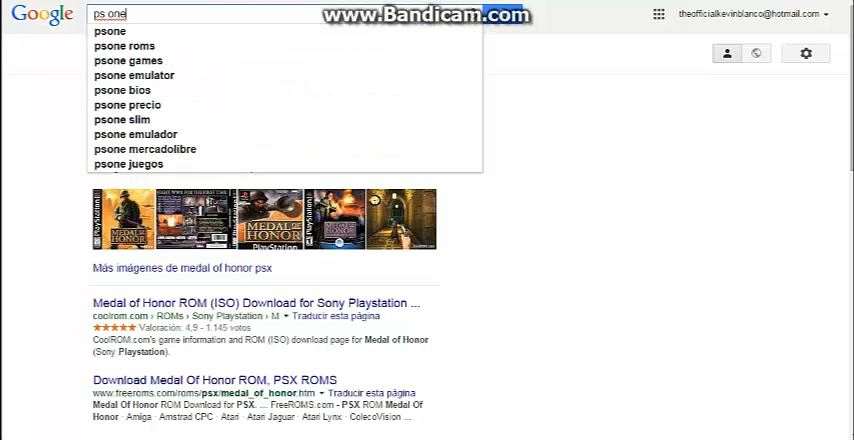 Google
ps one
www.Bandicam.com
theofficialkevinblanco@hotmail.com
psone
psone roms
psone games
psone emulator
psone bios
psone precio
psone slim
psone emulador
psone mercadolibre
psone juegos
MEDAL OF HONOR
MEDAL OF HONOR
PlayStation
MEDAL OF HONOR
Más imágenes de medal of honor psx
Medal of Honor ROM (ISO) Download for Sony Playstation ...
coolrom.com › ROMs › Sony Playstation › M Traducir esta página
Valoración: 4,9 - 1.145 votos
CoolROM.com's game information and ROM (ISO) download page for Medal of Honor
(Sony Playstation).
Download Medal Of Honor ROM, PSX ROMS
www.freeroms.com/roms/psx/medal_of_honor.htm Traducir esta página
Medal Of Honor ROM Download for PSX. ... FreeROMS.com - PSX ROM Medal Of
Honor · Amiga · Amstrad CPC · Atari · Atari Jaguar · Atari Lynx · ColecoVision ...